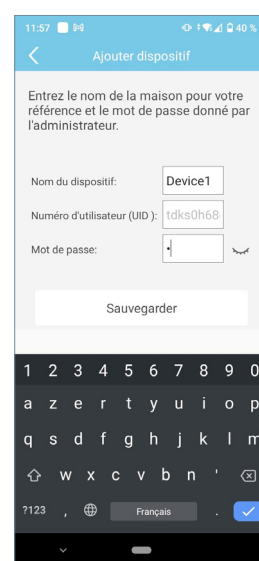 11:57 40 %
Ajouter dispositif
Entrez le nom de la maison pour votre
référence et le mot de passe donné par
l'administrateur.
Nom du dispositif: Device1
Numéro d'utilisateur (UID ): tdks0h68
Mot de passe: •
Sauvegarder
1 2 3 4 5 6 7 8 9 0
a z e r t y u i o p
q s d f g h j k l m
w x c v b n '
?123 , Français .